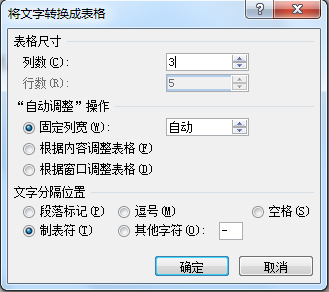 将文字转换成表格
表格尺寸
列数(C): 3
行数(R): 5
“自动调整”操作
固定列宽(W): 自动
根据内容调整表格(F)
根据窗口调整表格(D)
文字分隔位置
段落标记(P) 逗号(M) 空格(S)
制表符(T) 其他字符(O): -
确定 取消